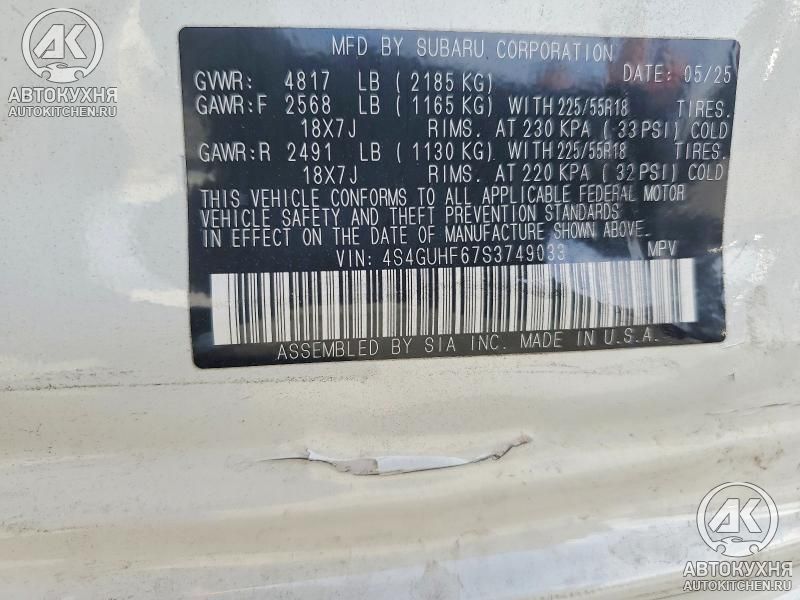 MFD BY SUBARU CORPORATION
GVWR: 4817 LB (2185 KG) DATE: 05/25
GAWR:F 2568 LB (1165 KG) WITH 225/55R18 TIRES.
18X7J RIMS. AT 230 KPA (33 PSI) COLD
GAWR:R 2491 LB (1130 KG) WITH 225/55R18 TIRES.
18X7J RIMS. AT 220 KPA (32 PSI) COLD
THIS VEHICLE CONFORMS TO ALL APPLICABLE FEDERAL MOTOR
VEHICLE SAFETY AND THEFT PREVENTION STANDARDS
IN EFFECT ON THE DATE OF MANUFACTURE SHOWN ABOVE.
VIN: 4S4GUHF67S3749033 MPV
ASSEMBLED BY SIA INC. MADE IN U.S.A.
АК
АВТОКУХНЯ
AUTOKITCHEN.RU
АК
АВТОКУХНЯ
AUTOKITCHEN.RU